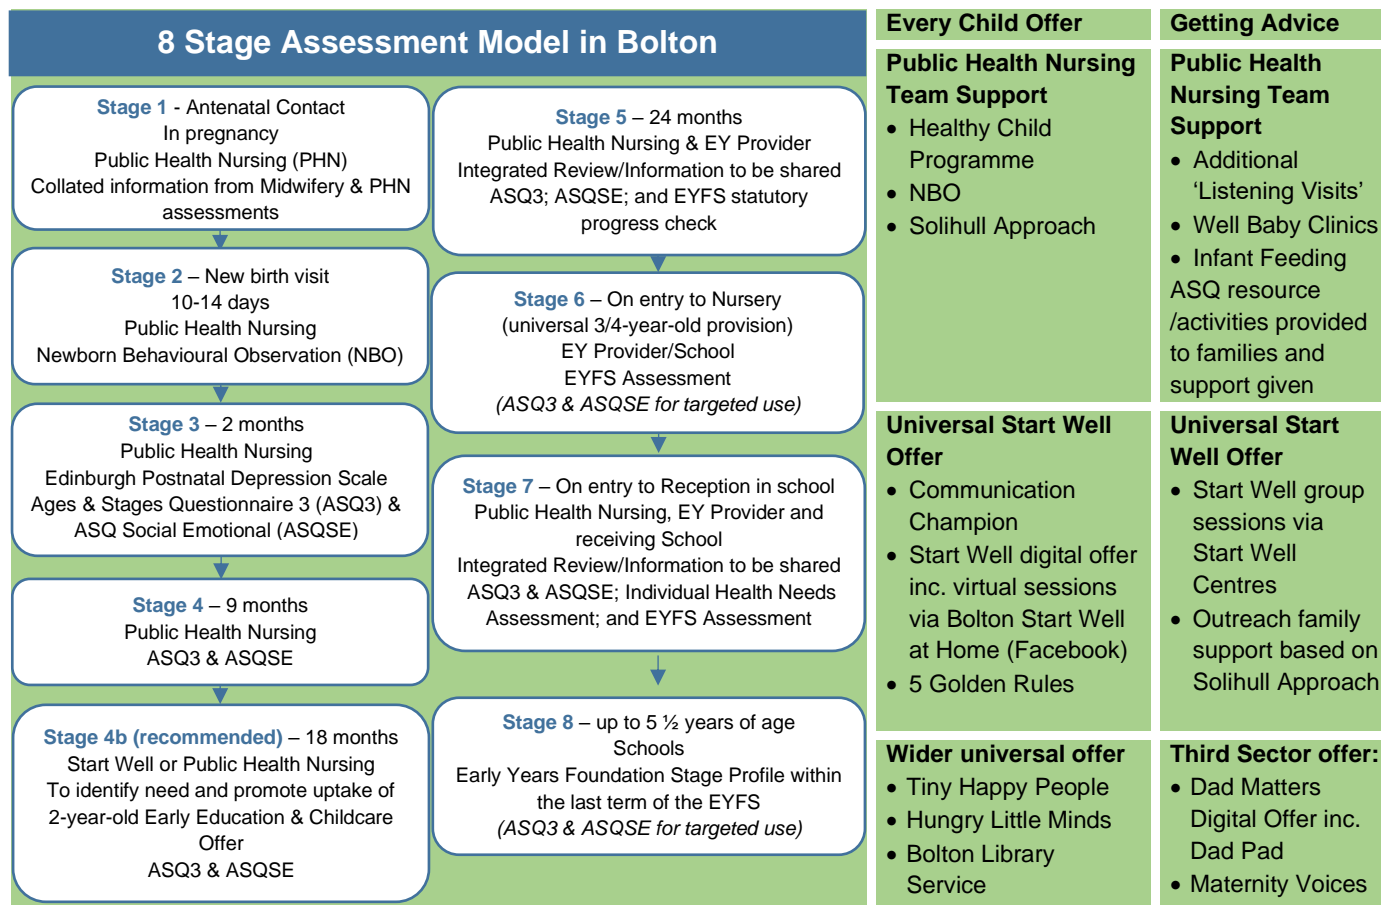 8 Stage Assessment Model in Bolton
Stage 1 - Antenatal Contact
In pregnancy
Public Health Nursing (PHN)
Collated information from Midwifery & PHN
assessments
Stage 2 – New birth visit
10-14 days
Public Health Nursing
Newborn Behavioural Observation (NBO)
Stage 3 – 2 months
Public Health Nursing
Edinburgh Postnatal Depression Scale
Ages & Stages Questionnaire 3 (ASQ3) &
ASQ Social Emotional (ASQSE)
Stage 4 – 9 months
Public Health Nursing
ASQ3 & ASQSE
Stage 4b (recommended) – 18 months
Start Well or Public Health Nursing
To identify need and promote uptake of
2-year-old Early Education & Childcare
Offer
ASQ3 & ASQSE
Stage 5 – 24 months
Public Health Nursing & EY Provider
Integrated Review/Information to be shared
ASQ3; ASQSE; and EYFS statutory
progress check
Stage 6 – On entry to Nursery
(universal 3/4-year-old provision)
EY Provider/School
EYFS Assessment
(ASQ3 & ASQSE for targeted use)
Stage 7 – On entry to Reception in school
Public Health Nursing, EY Provider and
receiving School
Integrated Review/Information to be shared
ASQ3 & ASQSE; Individual Health Needs
Assessment; and EYFS Assessment
Stage 8 – up to 5 ½ years of age
Schools
Early Years Foundation Stage Profile within
the last term of the EYFS
(ASQ3 & ASQSE for targeted use)
Every Child Offer
Public Health Nursing
Team Support
• Healthy Child
Programme
• NBO
• Solihull Approach
Universal Start Well
Offer
• Communication
Champion
• Start Well digital offer
inc. virtual sessions
via Bolton Start Well
at Home (Facebook)
• 5 Golden Rules
Wider universal offer
• Tiny Happy People
• Hungry Little Minds
• Bolton Library
Service
Getting Advice
Public Health
Nursing Team
Support
• Additional
‘Listening Visits’
• Well Baby Clinics
• Infant Feeding
ASQ resource
/activities provided
to families and
support given
Universal Start
Well Offer
• Start Well group
sessions via
Start Well
Centres
• Outreach family
support based on
Solihull Approach
Third Sector offer:
• Dad Matters
Digital Offer inc.
Dad Pad
• Maternity Voices